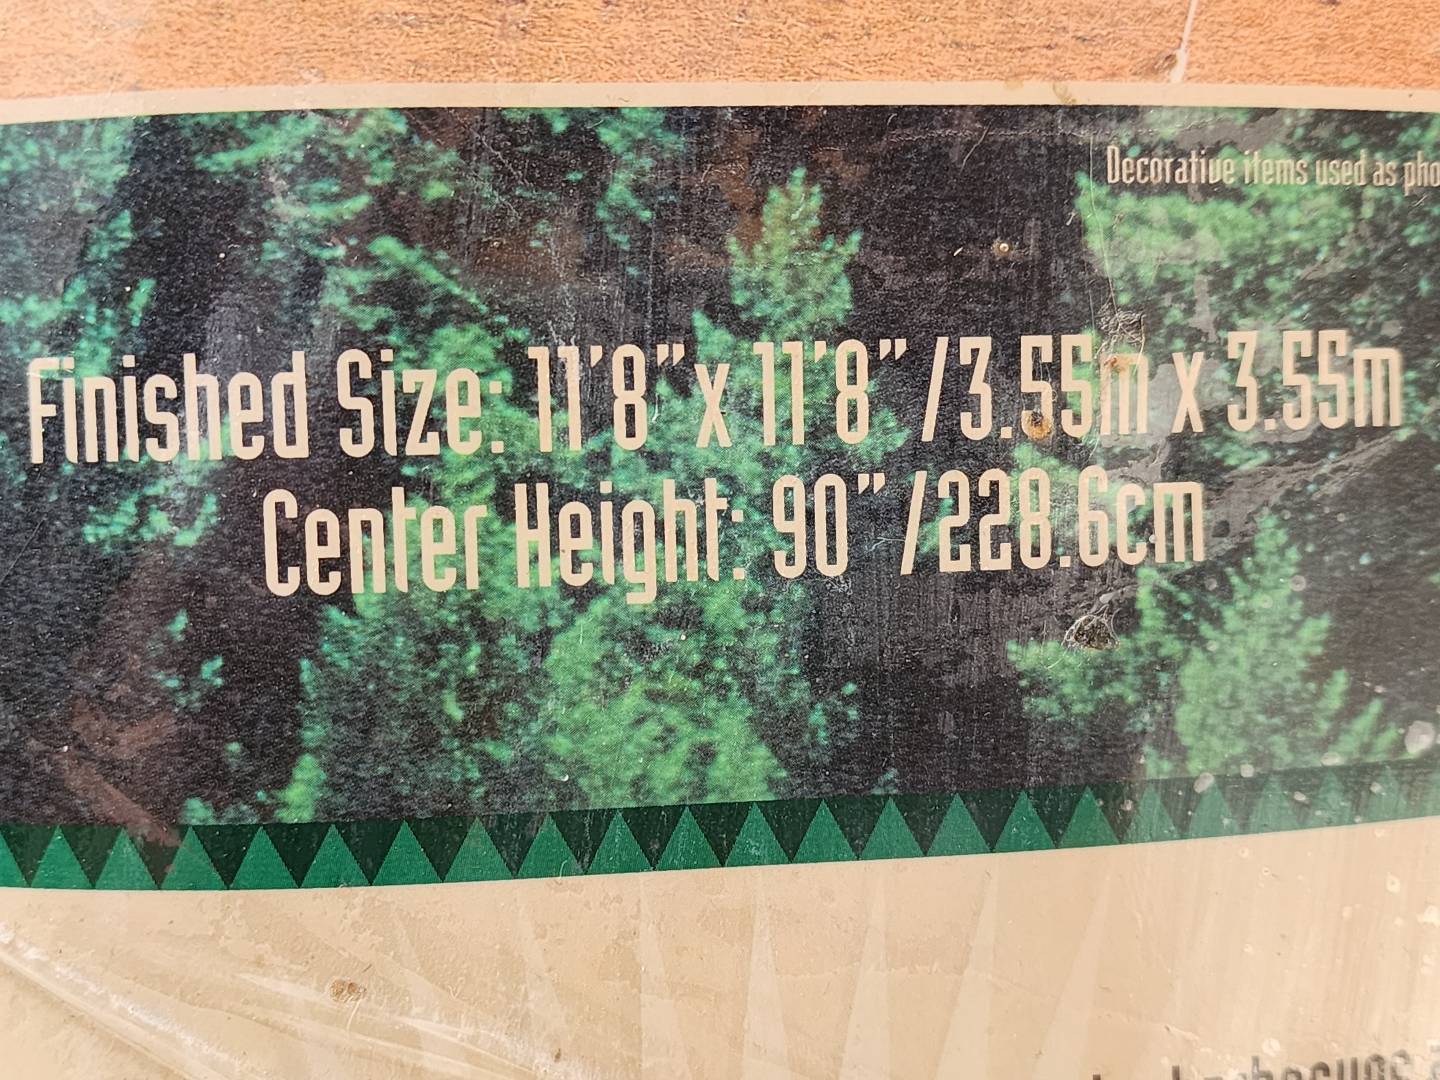 Decorative items used as
Finished Size: 11'8" x 11'8" /3.55m x 3.55m
Center Height: 90" /228.6cm